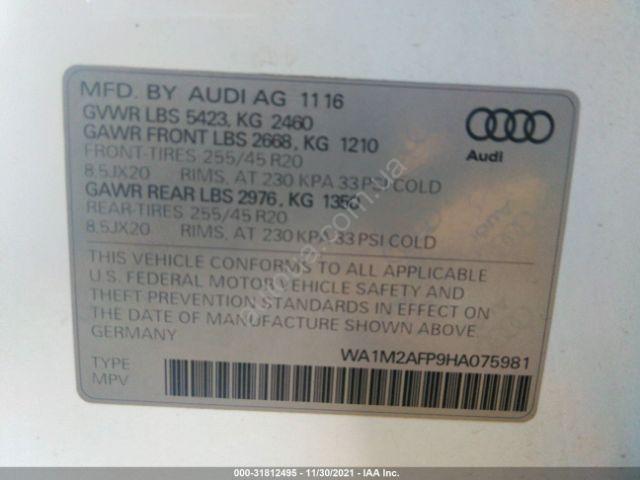 MFD. BY AUDI AG 1116
GVWR LBS 5423, KG 2460
GAWR FRONT LBS 2668, KG 1210
FRONT-TIRES 255/45 R20
8.5JX20 RIMS, AT 230 KPA 33 PSI COLD
GAWR REAR LBS 2976, KG 1350
REAR-TIRES 255/45 R20
8.5JX20 RIMS, AT 230 KPA 33 PSI COLD
Audi
THIS VEHICLE CONFORMS TO ALL APPLICABLE
U.S. FEDERAL MOTOR VEHICLE SAFETY AND
THEFT PREVENTION STANDARDS IN EFFECT ON
THE DATE OF MANUFACTURE SHOWN ABOVE.
GERMANY
WA1M2AFP9HA075981
TYPE
MPV
autoua.com.ua
000-31812495 - 11/30/2021 - IAA Inc.